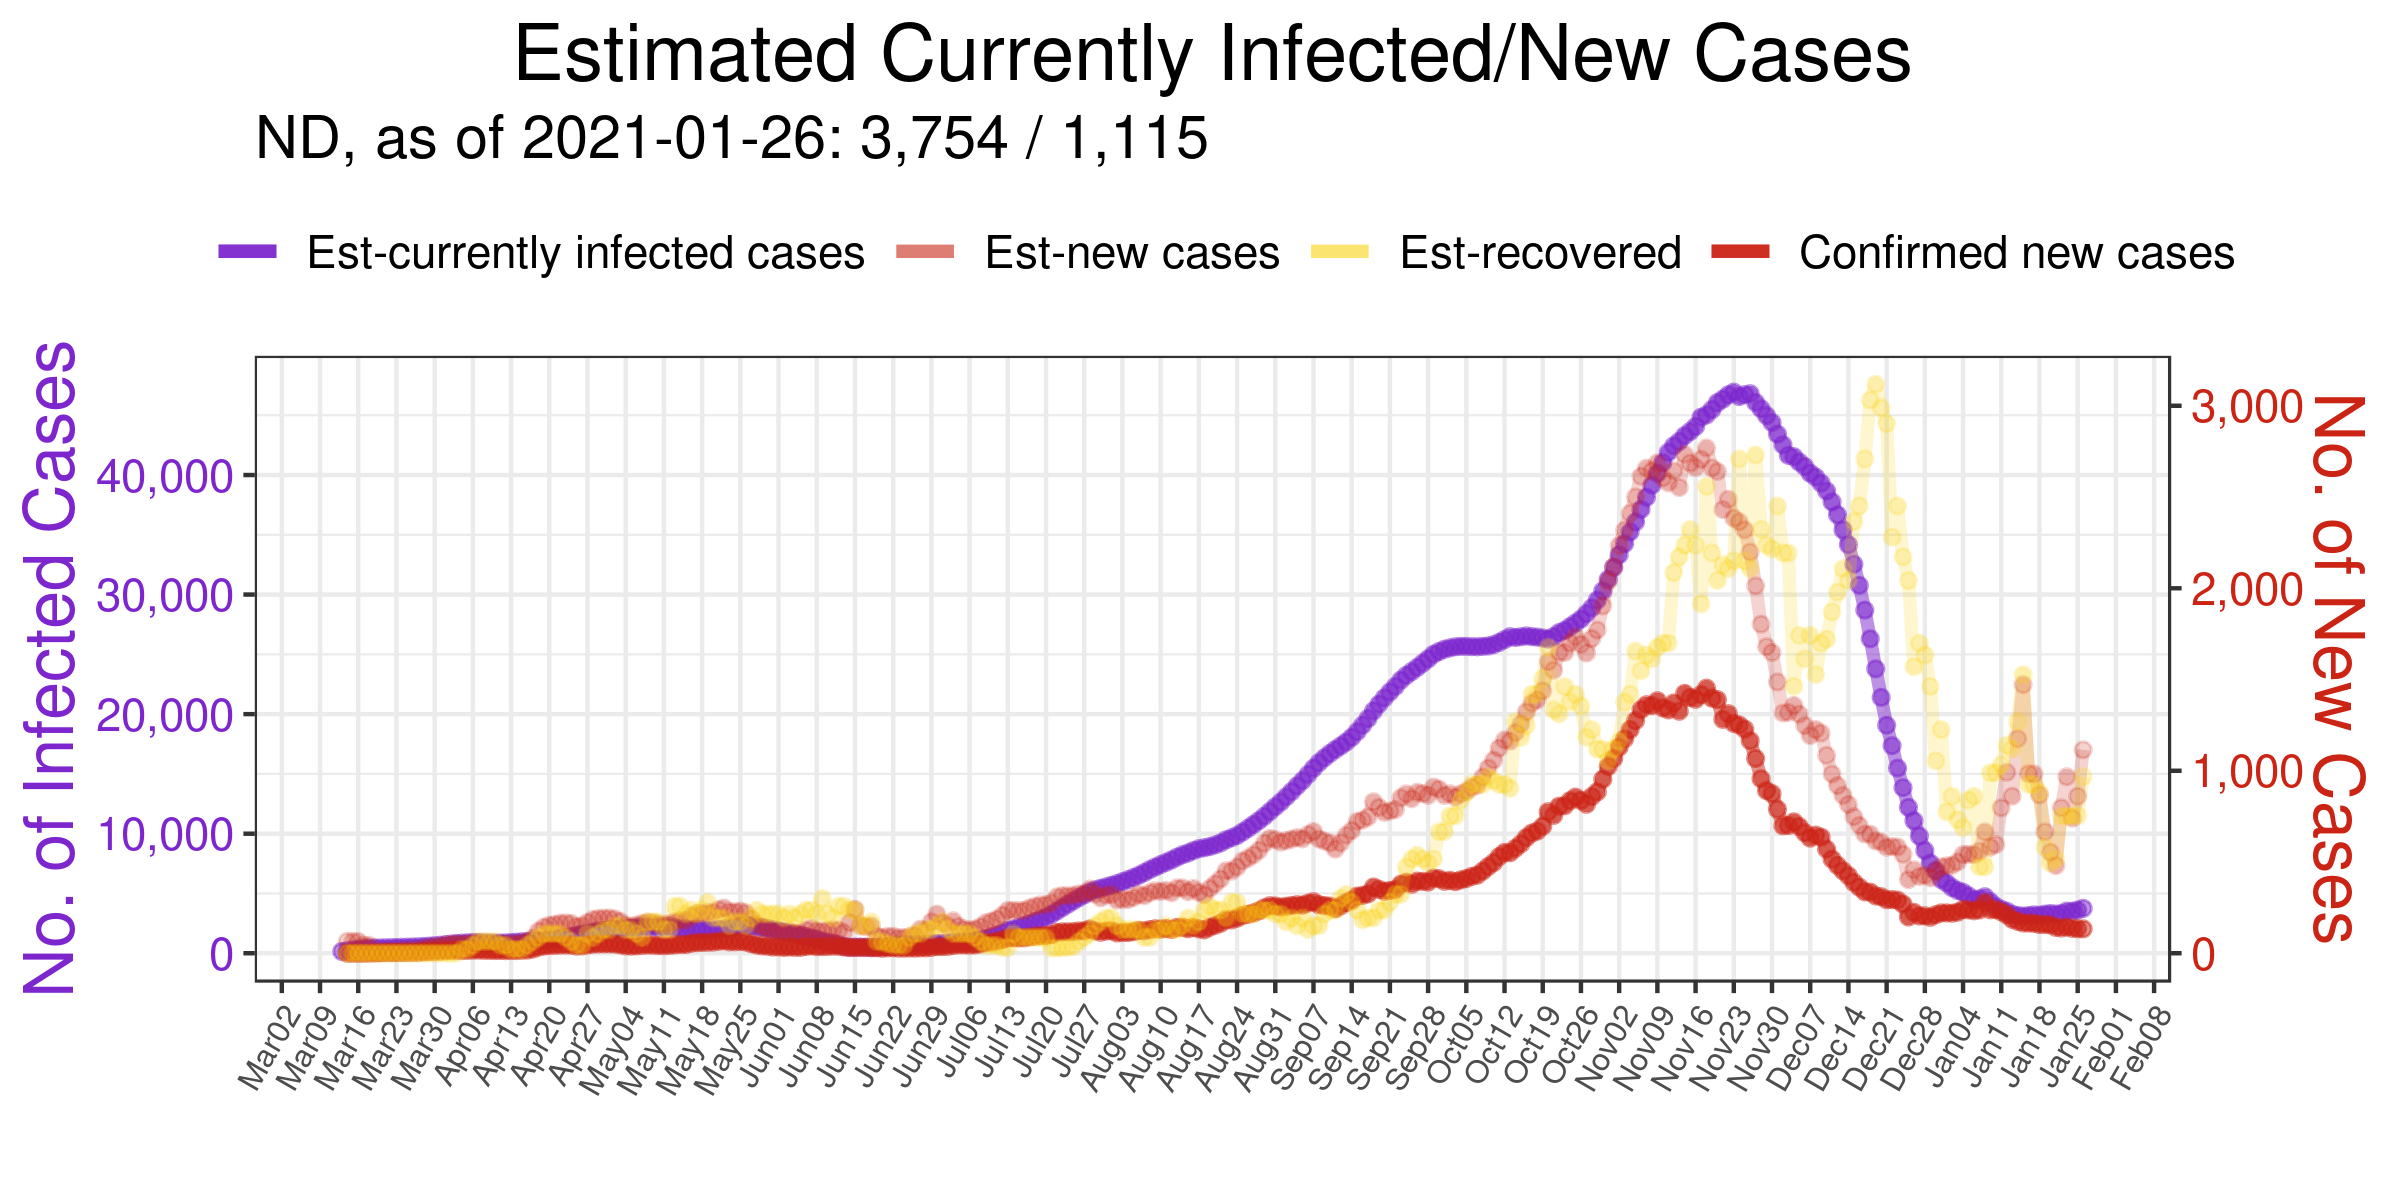 Estimated Currently Infected/New Cases
ND, as of 2021-01-26: 3,754 / 1,115
Est-currently infected cases Est-new cases Est-recovered Confirmed new cases
No. of Infected Cases
40,000
30,000
20,000
10,000
0
3,000
2,000
1,000
0
No. of New Cases
Mar02 Mar09 Mar16 Mar23 Mar30 Apr06 Apr13 Apr20 Apr27 May04 May11 May18 May25 Jun01 Jun08 Jun15 Jun22 Jun29 Jul06 Jul13 Jul20 Jul27 Aug03 Aug10 Aug17 Aug24 Aug31 Sep07 Sep14 Sep21 Sep28 Oct05 Oct12 Oct19 Oct26 Nov02 Nov09 Nov16 Nov23 Nov30 Dec07 Dec14 Dec21 Dec28 Jan04 Jan11 Jan18 Jan25 Feb01 Feb08